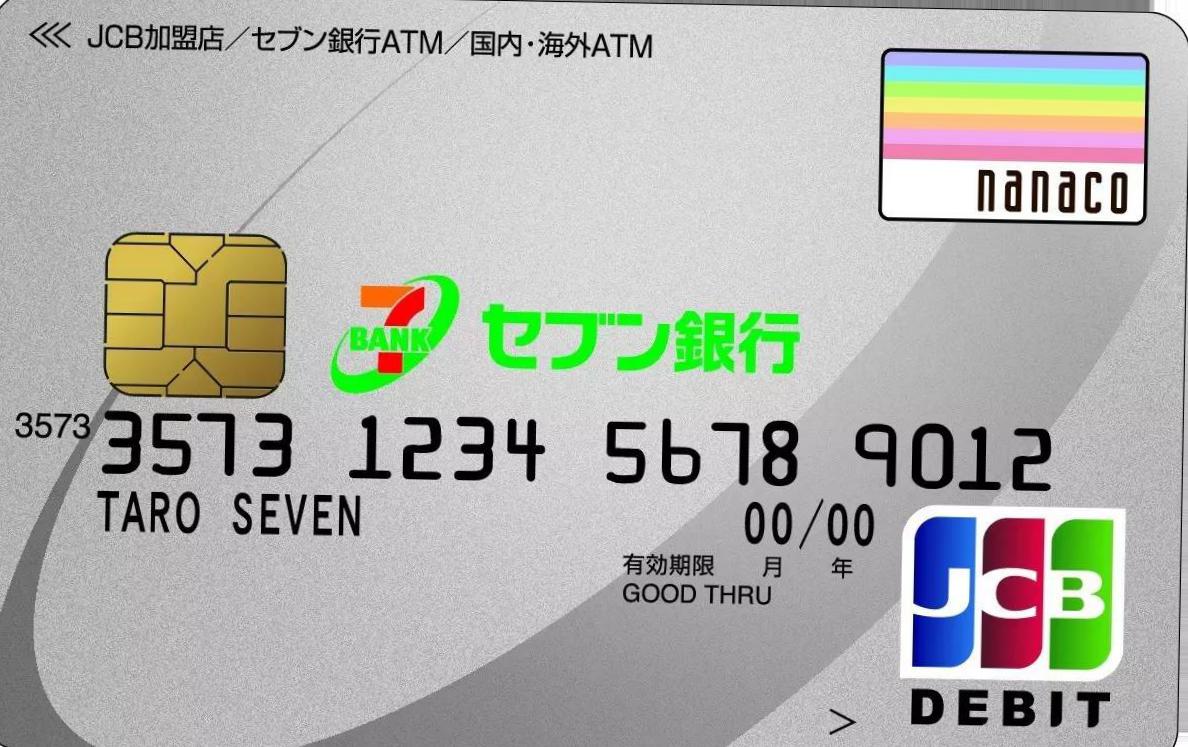 <<< JCB加盟店/セブン銀行ATM/国内・海外ATM
nanaco
7 BANK セブン銀行
3573 3573 1234 5678 9012
TARO SEVEN 00/00
有効期限 月 年
GOOD THRU
JCB
DEBIT
>